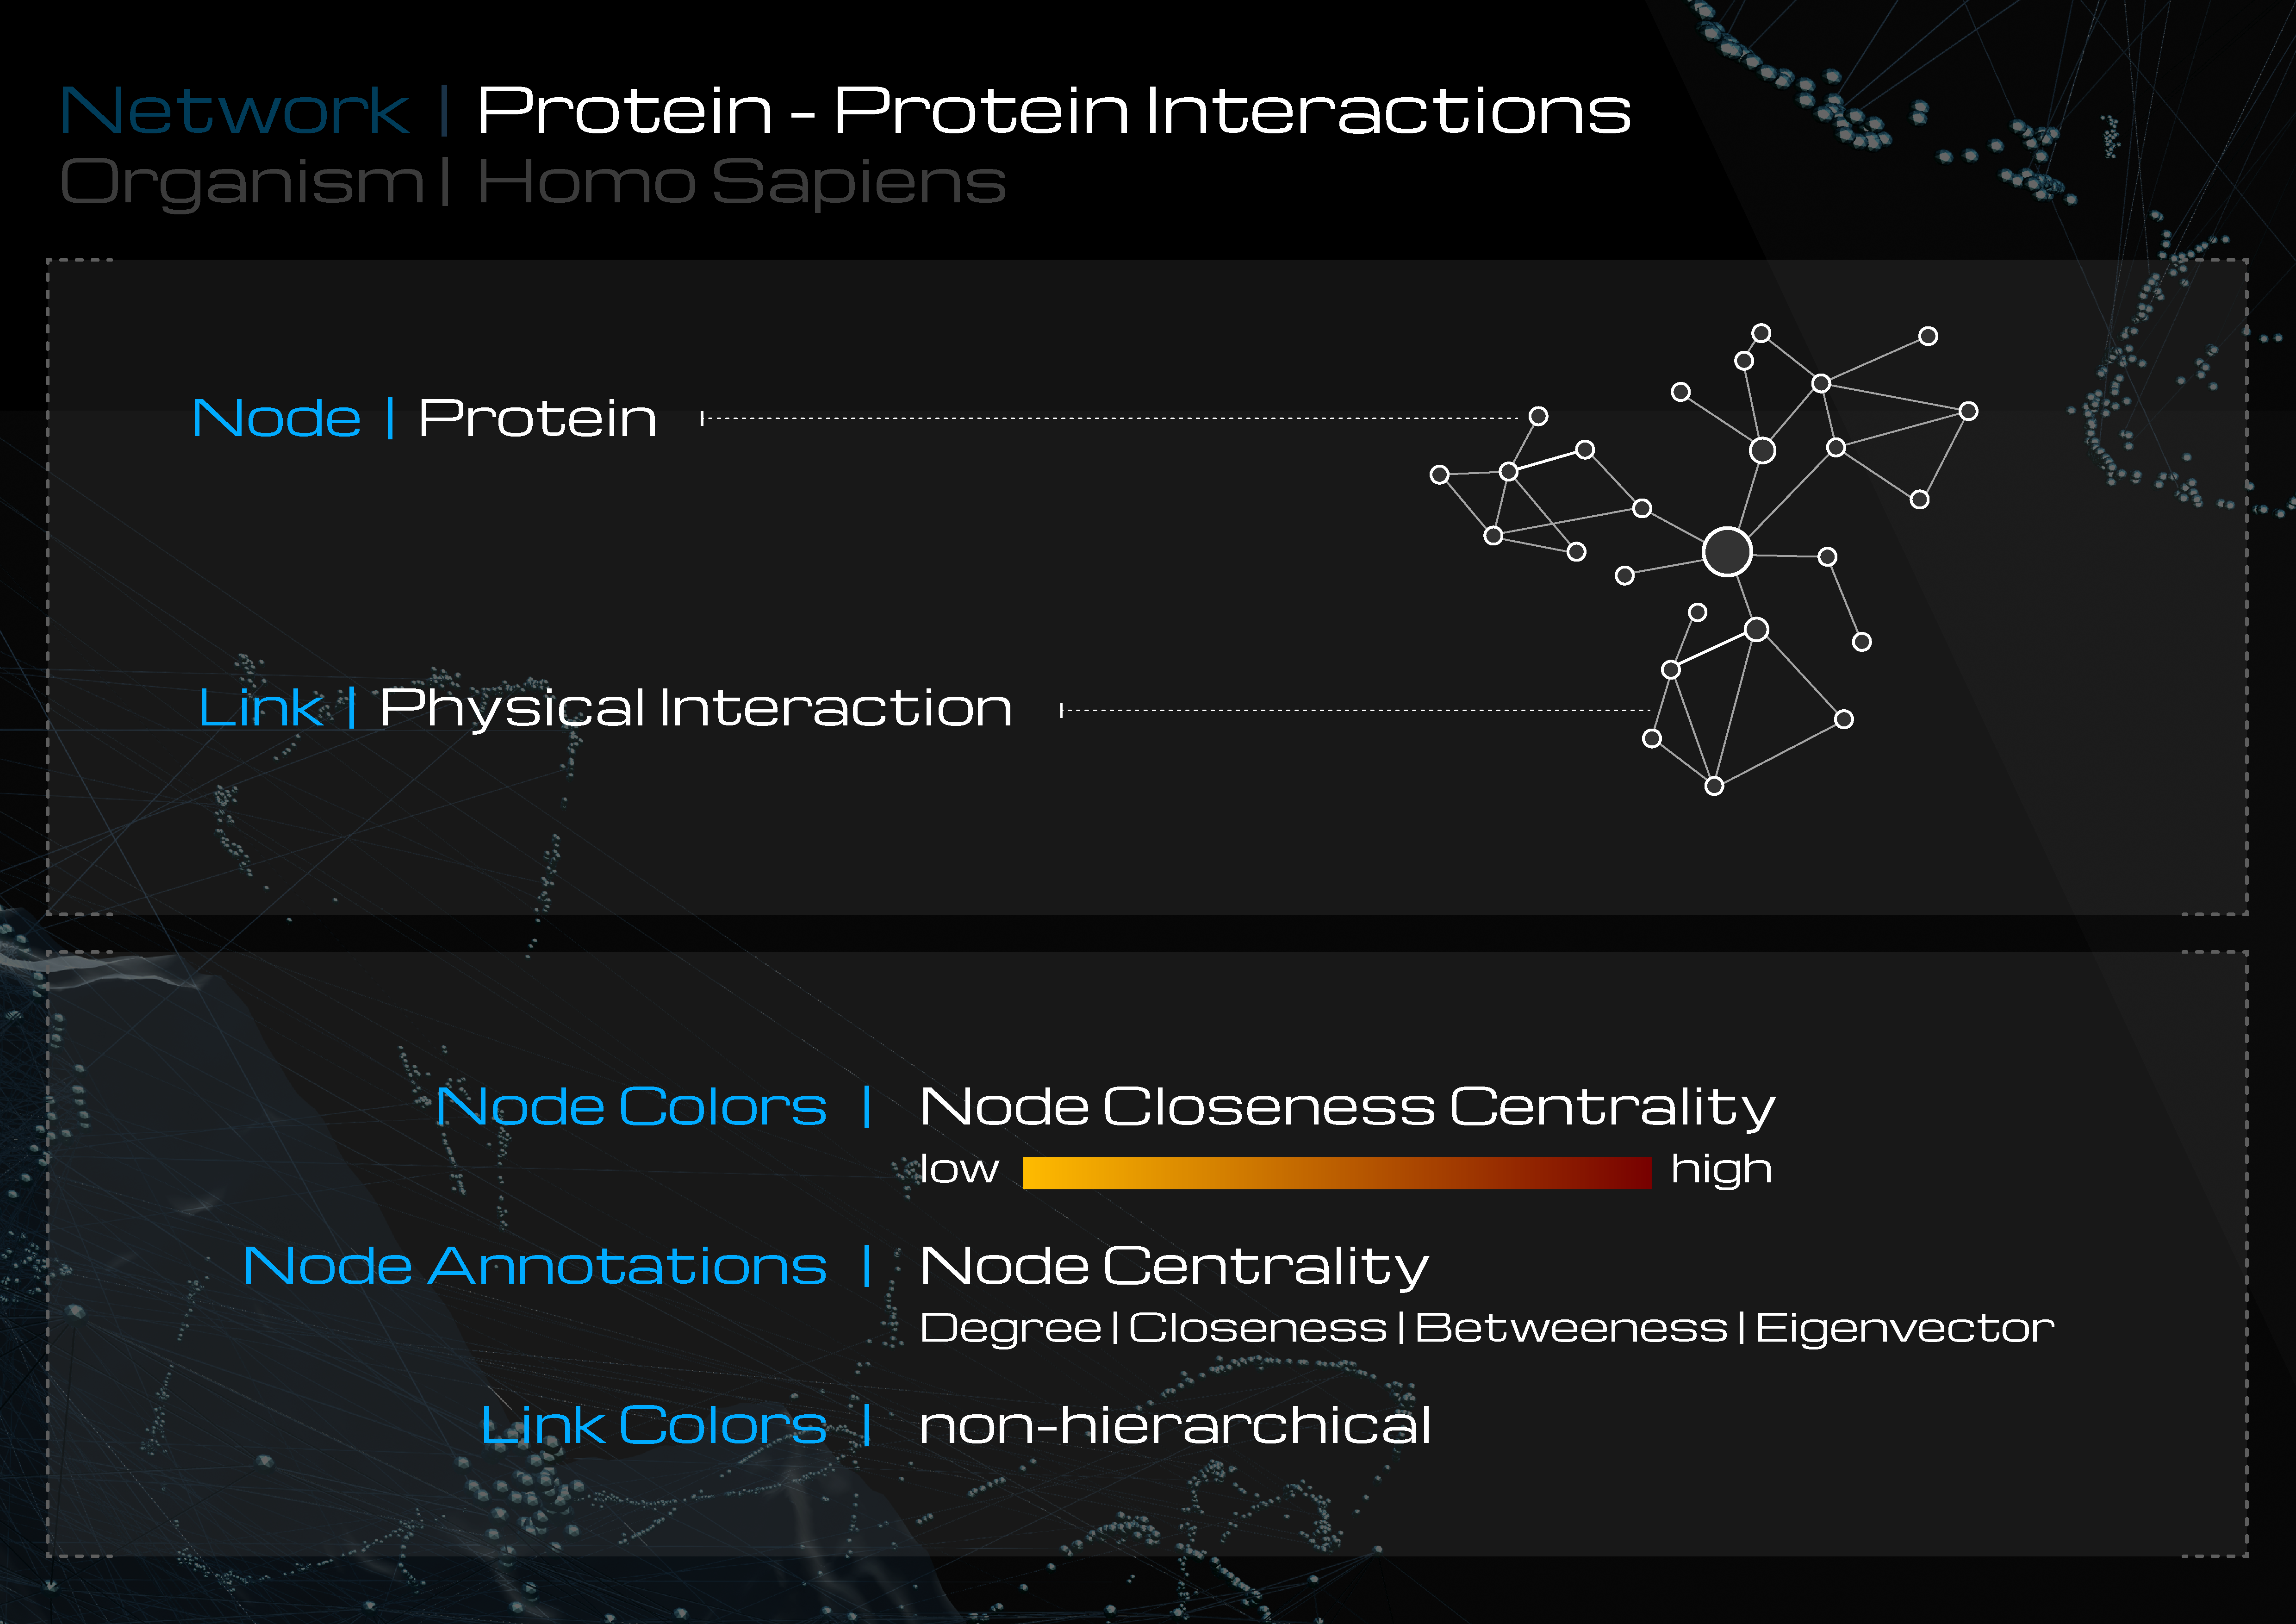 Network | Protein - Protein Interactions
Organism | Homo Sapiens
Node | Protein
Link | Physical Interaction
Node Colors | Node Closeness Centrality
low high
Node Annotations | Node Centrality
Degree | Closeness | Betweeness | Eigenvector
Link Colors | non-hierarchical